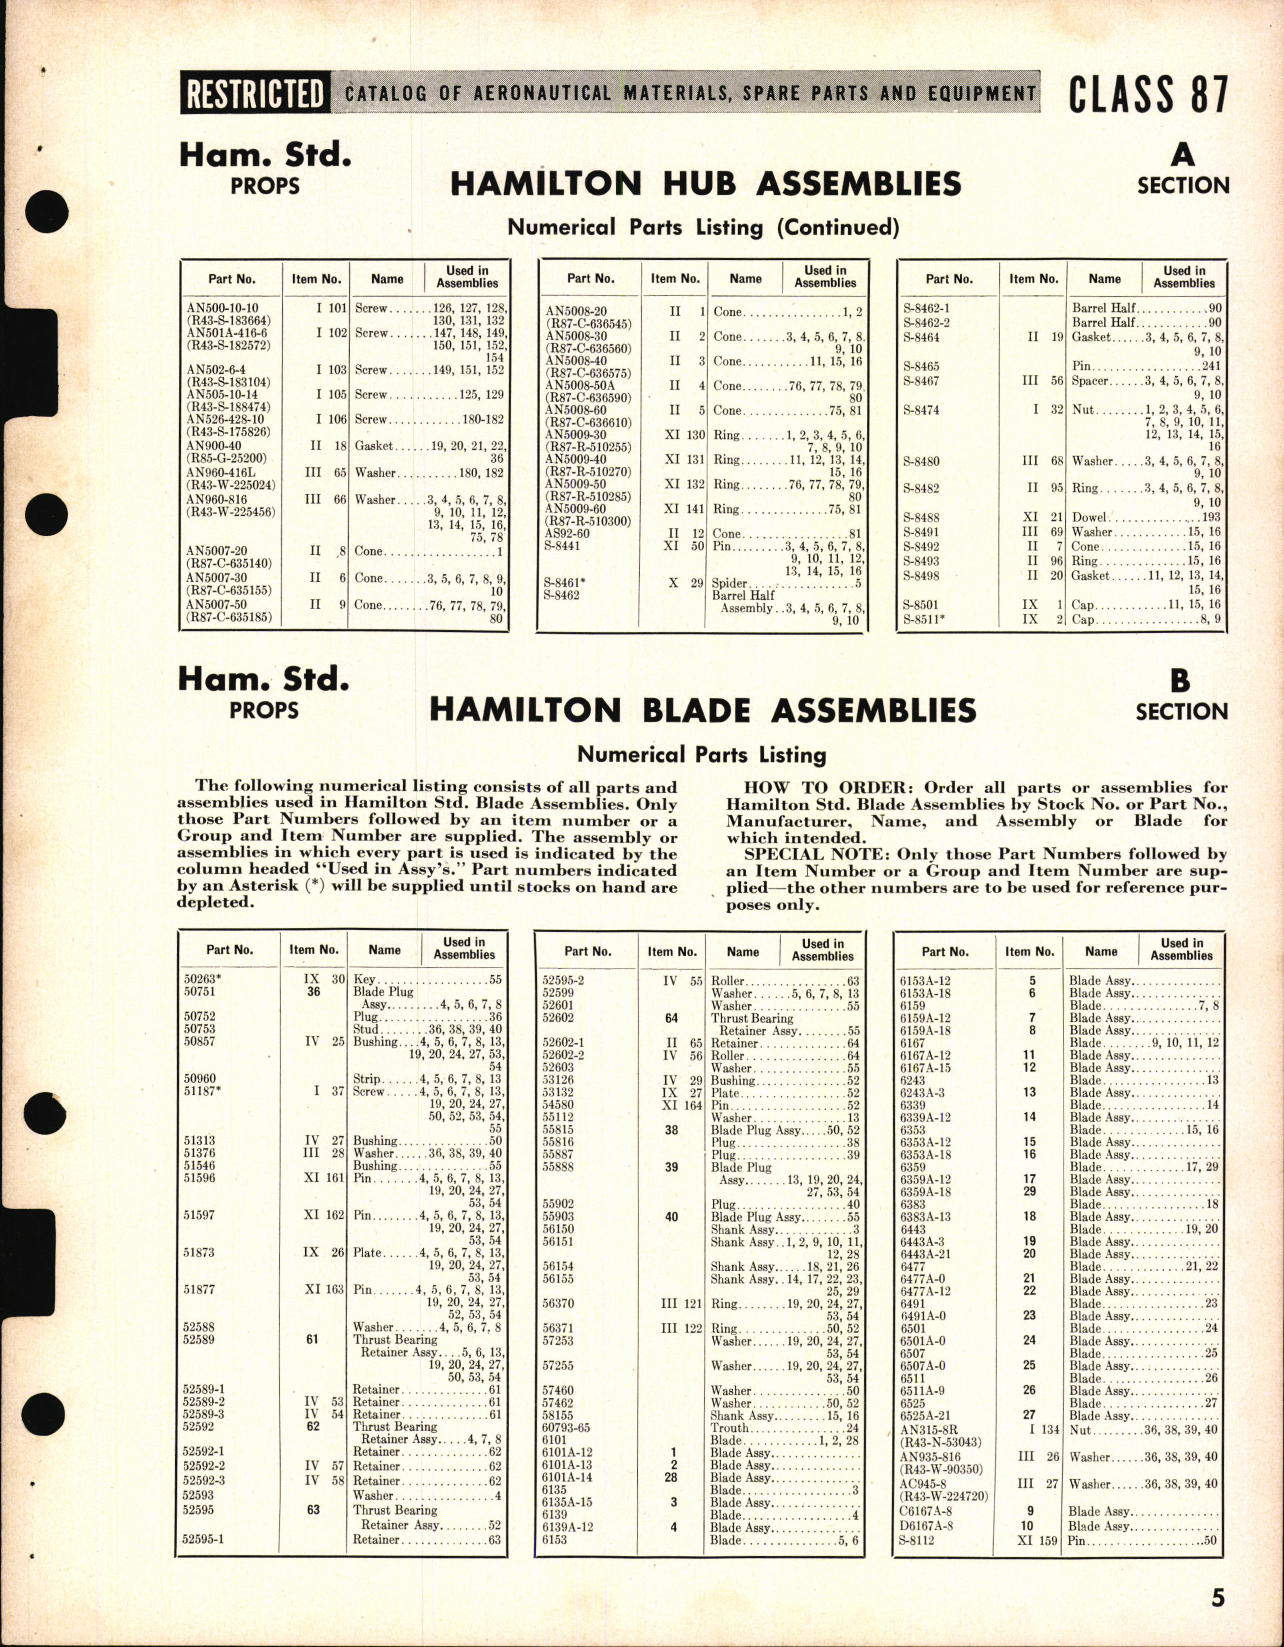 RESTRICTED CATALOG OF AERONAUTICAL MATERIALS, SPARE PARTS AND EQUIPMENT CLASS 87
Ham. Std.
PROPS
HAMILTON HUB ASSEMBLIES
A
SECTION
Numerical Parts Listing (Continued)
Part No. Item No. Name Used in Assemblies
AN500-10-10 I 101 Screw.......126, 127, 128,
(R43-S-183664) 130, 131, 132
AN501A-416-6 I 102 Screw.......147, 148, 149,
(R43-S-182572) 150, 151, 152,
154
AN502-6-4 I 103 Screw.......149, 151, 152
(R43-S-183104)
AN505-10-14 I 105 Screw...........125, 129
(R43-S-188474)
AN526-428-10 I 106 Screw............180-182
(R43-S-175826)
AN900-40 II 18 Gasket......19, 20, 21, 22,
(R85-G-25200) 36
AN960-416L III 65 Washer..........180, 182
(R43-W-225024)
AN960-816 III 66 Washer.....3, 4, 5, 6, 7, 8,
(R43-W-225456) 9, 10, 11, 12,
13, 14, 15, 16,
75, 78
AN5007-20 II 8 Cone..................1
(R87-C-635140)
AN5007-30 II 6 Cone.......3, 5, 6, 7, 8, 9,
(R87-C-635155) 10
AN5007-50 II 9 Cone........76, 77, 78, 79,
(R87-C-635185) 80
Part No. Item No. Name Used in Assemblies
AN5008-20 II 1 Cone................1, 2
(R87-C-636545)
AN5008-30 II 2 Cone.......3, 4, 5, 6, 7, 8,
(R87-C-636560) 9, 10
AN5008-40 II 3 Cone...........11, 15, 16
(R87-C-636575)
AN5008-50A II 4 Cone........76, 77, 78, 79,
(R87-C-636590) 80
AN5008-60 II 5 Cone..............75, 81
(R87-C-636610)
AN5009-30 XI 130 Ring.......1, 2, 3, 4, 5, 6,
(R87-R-510255) 7, 8, 9, 10
AN5009-40 XI 131 Ring........11, 12, 13, 14,
(R87-R-510270) 15, 16
AN5009-50 XI 132 Ring........76, 77, 78, 79,
(R87-R-510285) 80
AN5009-60 XI 141 Ring..............75, 81
(R87-R-510300)
AS92-60 II 12 Cone.................81
S-8441 XI 50 Pin.........3, 4, 5, 6, 7, 8,
9, 10, 11, 12,
13, 14, 15, 16
S-8461* X 29 Spider.................5
S-8462 Barrel Half
Assembly..3, 4, 5, 6, 7, 8,
9, 10
Part No. Item No. Name Used in Assemblies
S-8462-1 Barrel Half............90
S-8462-2 Barrel Half............90
S-8464 II 19 Gasket......3, 4, 5, 6, 7, 8,
9, 10
S-8465 Pin..................241
S-8467 III 56 Spacer......3, 4, 5, 6, 7, 8,
9, 10
S-8474 I 32 Nut........1, 2, 3, 4, 5, 6,
7, 8, 9, 10, 11,
12, 13, 14, 15,
16
S-8480 III 68 Washer.....3, 4, 5, 6, 7, 8,
9, 10
S-8482 II 95 Ring.......3, 4, 5, 6, 7, 8,
9, 10
S-8488 XI 21 Dowel...............193
S-8491 III 69 Washer............15, 16
S-8492 II 7 Cone..............15, 16
S-8493 II 96 Ring..............15, 16
S-8498 II 20 Gasket......11, 12, 13, 14,
15, 16
S-8501 IX 1 Cap............11, 15, 16
S-8511* IX 2 Cap.................8, 9
Ham. Std.
PROPS
HAMILTON BLADE ASSEMBLIES
B
SECTION
Numerical Parts Listing
The following numerical listing consists of all parts and
assemblies used in Hamilton Std. Blade Assemblies. Only
those Part Numbers followed by an item number or a
Group and Item Number are supplied. The assembly or
assemblies in which every part is used is indicated by the
column headed "Used in Assy's." Part numbers indicated
by an Asterisk (*) will be supplied until stocks on hand are
depleted.
HOW TO ORDER: Order all parts or assemblies for
Hamilton Std. Blade Assemblies by Stock No. or Part No.,
Manufacturer, Name, and Assembly or Blade for
which intended.
SPECIAL NOTE: Only those Part Numbers followed by
an Item Number or a Group and Item Number are sup-
plied—the other numbers are to be used for reference pur-
poses only.
Part No. Item No. Name Used in Assemblies
50263* IX 30 Key..................55
50751 36 Blade Plug
Assy.........4, 5, 6, 7, 8
50752 Plug..................36
50753 Stud........36, 38, 39, 40
50857 IV 25 Bushing....4, 5, 6, 7, 8, 13,
19, 20, 24, 27, 53,
54
50960 Strip......4, 5, 6, 7, 8, 13
51187* I 37 Screw.....4, 5, 6, 7, 8, 13,
19, 20, 24, 27,
50, 52, 53, 54,
55
51313 IV 27 Bushing...............50
51376 III 28 Washer......36, 38, 39, 40
51546 Bushing...............55
51596 XI 161 Pin.......4, 5, 6, 7, 8, 13,
19, 20, 24, 27,
53, 54
51597 XI 162 Pin........4, 5, 6, 7, 8, 13,
19, 20, 24, 27,
53, 54
51873 IX 26 Plate......4, 5, 6, 7, 8, 13,
19, 20, 24, 27,
53, 54
51877 XI 163 Pin.......4, 5, 6, 7, 8, 13,
19, 20, 24, 27,
52, 53, 54
52588 Washer.......4, 5, 6, 7, 8
52589 61 Thrust Bearing
Retainer Assy....5, 6, 13,
19, 20, 24, 27,
50, 53, 54
52589-1 Retainer..............61
52589-2 IV 53 Retainer..............61
52589-3 IV 54 Retainer..............61
52592 62 Thrust Bearing
Retainer Assy.....4, 7, 8
52592-1 Retainer..............62
52592-2 IV 57 Retainer..............62
52592-3 IV 58 Retainer..............62
52593 Washer................4
52595 63 Thrust Bearing
Retainer Assy........52
52595-1 Retainer..............63
Part No. Item No. Name Used in Assemblies
52595-2 IV 55 Roller................63
52599 Washer......5, 6, 7, 8, 13
52601 Washer...............55
52602 64 Thrust Bearing
Retainer Assy........55
52602-1 II 65 Retainer..............64
52602-2 IV 56 Roller................64
52603 Washer...............55
53126 IV 29 Bushing...............52
53132 IX 27 Plate.................52
54580 XI 164 Pin...................52
55112 Washer...............13
55815 38 Blade Plug Assy.....50, 52
55816 Plug..................38
55887 Plug..................39
55888 39 Blade Plug
Assy.......13, 19, 20, 24,
27, 53, 54
55902 Plug..................40
55903 40 Blade Plug Assy........55
56150 Shank Assy.............3
56151 Shank Assy..1, 2, 9, 10, 11,
12, 28
56154 Shank Assy......18, 21, 26
56155 Shank Assy..14, 17, 22, 23,
25, 29
56370 III 121 Ring........19, 20, 24, 27,
53, 54
56371 III 122 Ring..............50, 52
57253 Washer......19, 20, 24, 27,
53, 54
57255 Washer......19, 20, 24, 27,
53, 54
57460 Washer...............50
57462 Washer............50, 52
58155 Shank Assy........15, 16
60793-65 Trouth................24
6101 Blade.............1, 2, 28
6101A-12 1 Blade Assy.............
6101A-13 2 Blade Assy.............
6101A-14 28 Blade Assy.............
6135 Blade..................3
6135A-15 3 Blade Assy.............
6139 Blade..................4
6139A-12 4 Blade Assy.............
6153 Blade...............5, 6
Part No. Item No. Name Used in Assemblies
6153A-12 5 Blade Assy.............
6153A-18 6 Blade Assy.............
6159 Blade................7, 8
6159A-12 7 Blade Assy.............
6159A-18 8 Blade Assy.............
6167 Blade........9, 10, 11, 12
6167A-12 11 Blade Assy.............
6167A-15 12 Blade Assy.............
6243 Blade.................13
6243A-3 13 Blade Assy.............
6339 Blade.................14
6339A-12 14 Blade Assy.............
6353 Blade.............15, 16
6353A-12 15 Blade Assy.............
6353A-18 16 Blade Assy.............
6359 Blade.............17, 29
6359A-12 17 Blade Assy.............
6359A-18 29 Blade Assy.............
6383 Blade.................18
6383A-13 18 Blade Assy.............
6443 Blade.............19, 20
6443A-3 19 Blade Assy.............
6443A-21 20 Blade Assy.............
6477 Blade.............21, 22
6477A-0 21 Blade Assy.............
6477A-12 22 Blade Assy.............
6491 Blade.................23
6491A-0 23 Blade Assy.............
6501 Blade.................24
6501A-0 24 Blade Assy.............
6507 Blade.................25
6507A-0 25 Blade Assy.............
6511 Blade.................26
6511A-9 26 Blade Assy.............
6525 Blade.................27
6525A-21 27 Blade Assy.............
AN315-8R I 134 Nut.........36, 38, 39, 40
(R43-N-53043)
AN935-816 III 26 Washer......36, 38, 39, 40
(R43-W-90350)
AC945-8 III 27 Washer......36, 38, 39, 40
(R43-W-224720)
C6167A-8 9 Blade Assy.............
D6167A-8 10 Blade Assy.............
S-8112 XI 159 Pin...................50
5